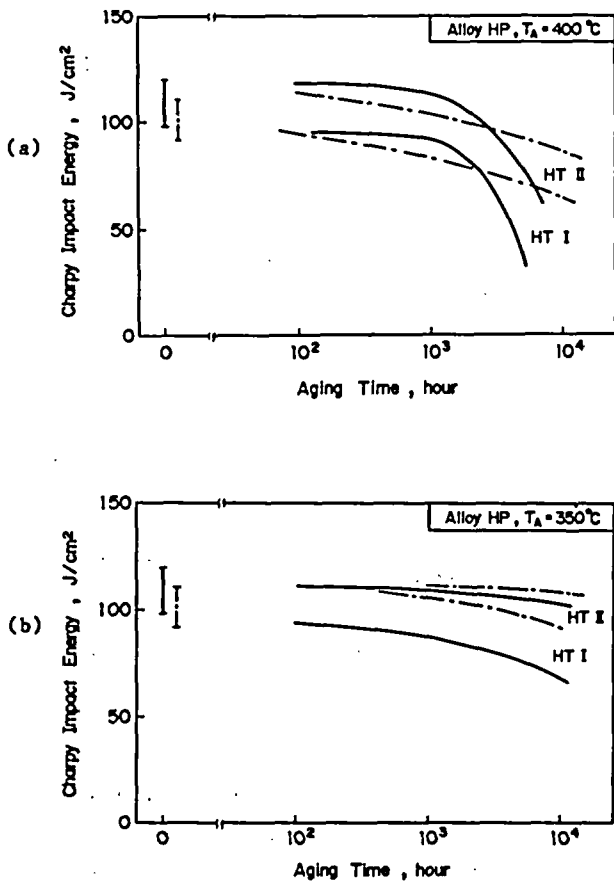 (a)
Charpy Impact Energy , J/cm²
150
100
50
0
Alloy HP , T_A = 400 °C
HT II
HT I
0 10² 10³ 10⁴
Aging Time , hour
(b)
Charpy Impact Energy , J/cm²
150
100
50
0
Alloy HP , T_A = 350°C
HT II
HT I
0 10² 10³ 10⁴
Aging Time , hour